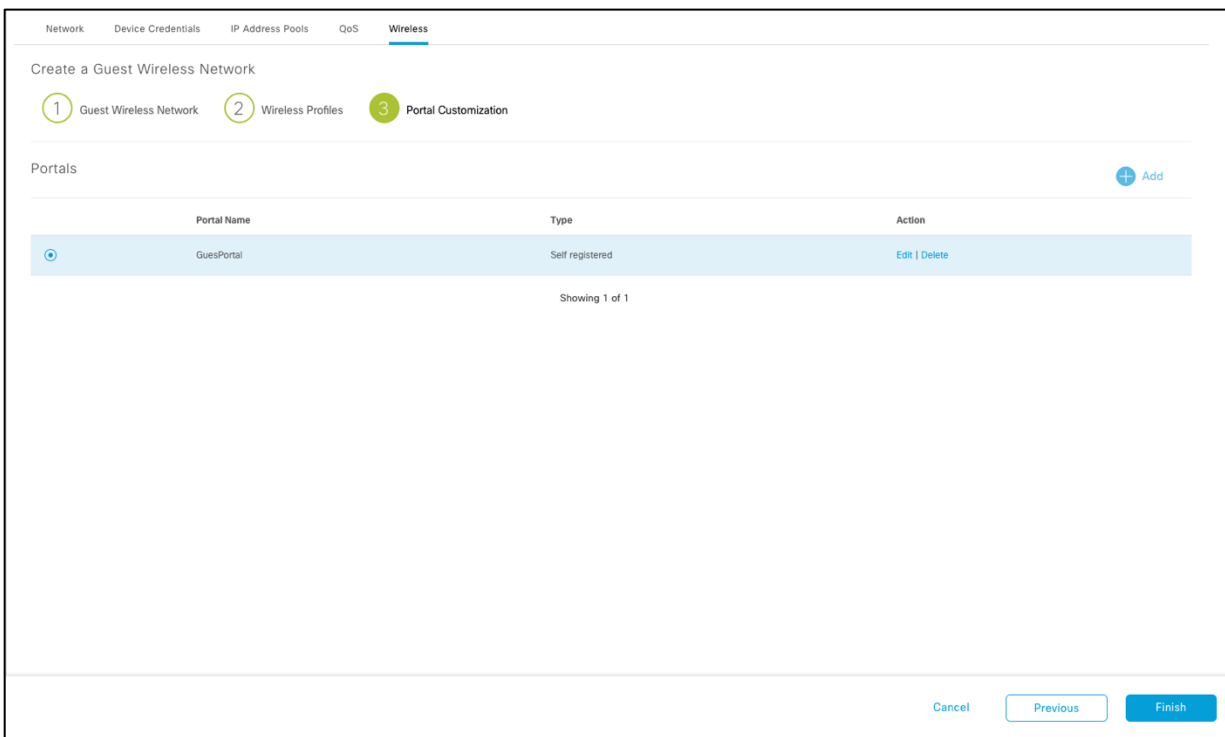 Network Device Credentials IP Address Pools QoS Wireless
Create a Guest Wireless Network
1 Guest Wireless Network 2 Wireless Profiles 3 Portal Customization
Portals
Add
Portal Name Type Action
GuesPortal Self registered Edit | Delete
Showing 1 of 1
Cancel Previous Finish